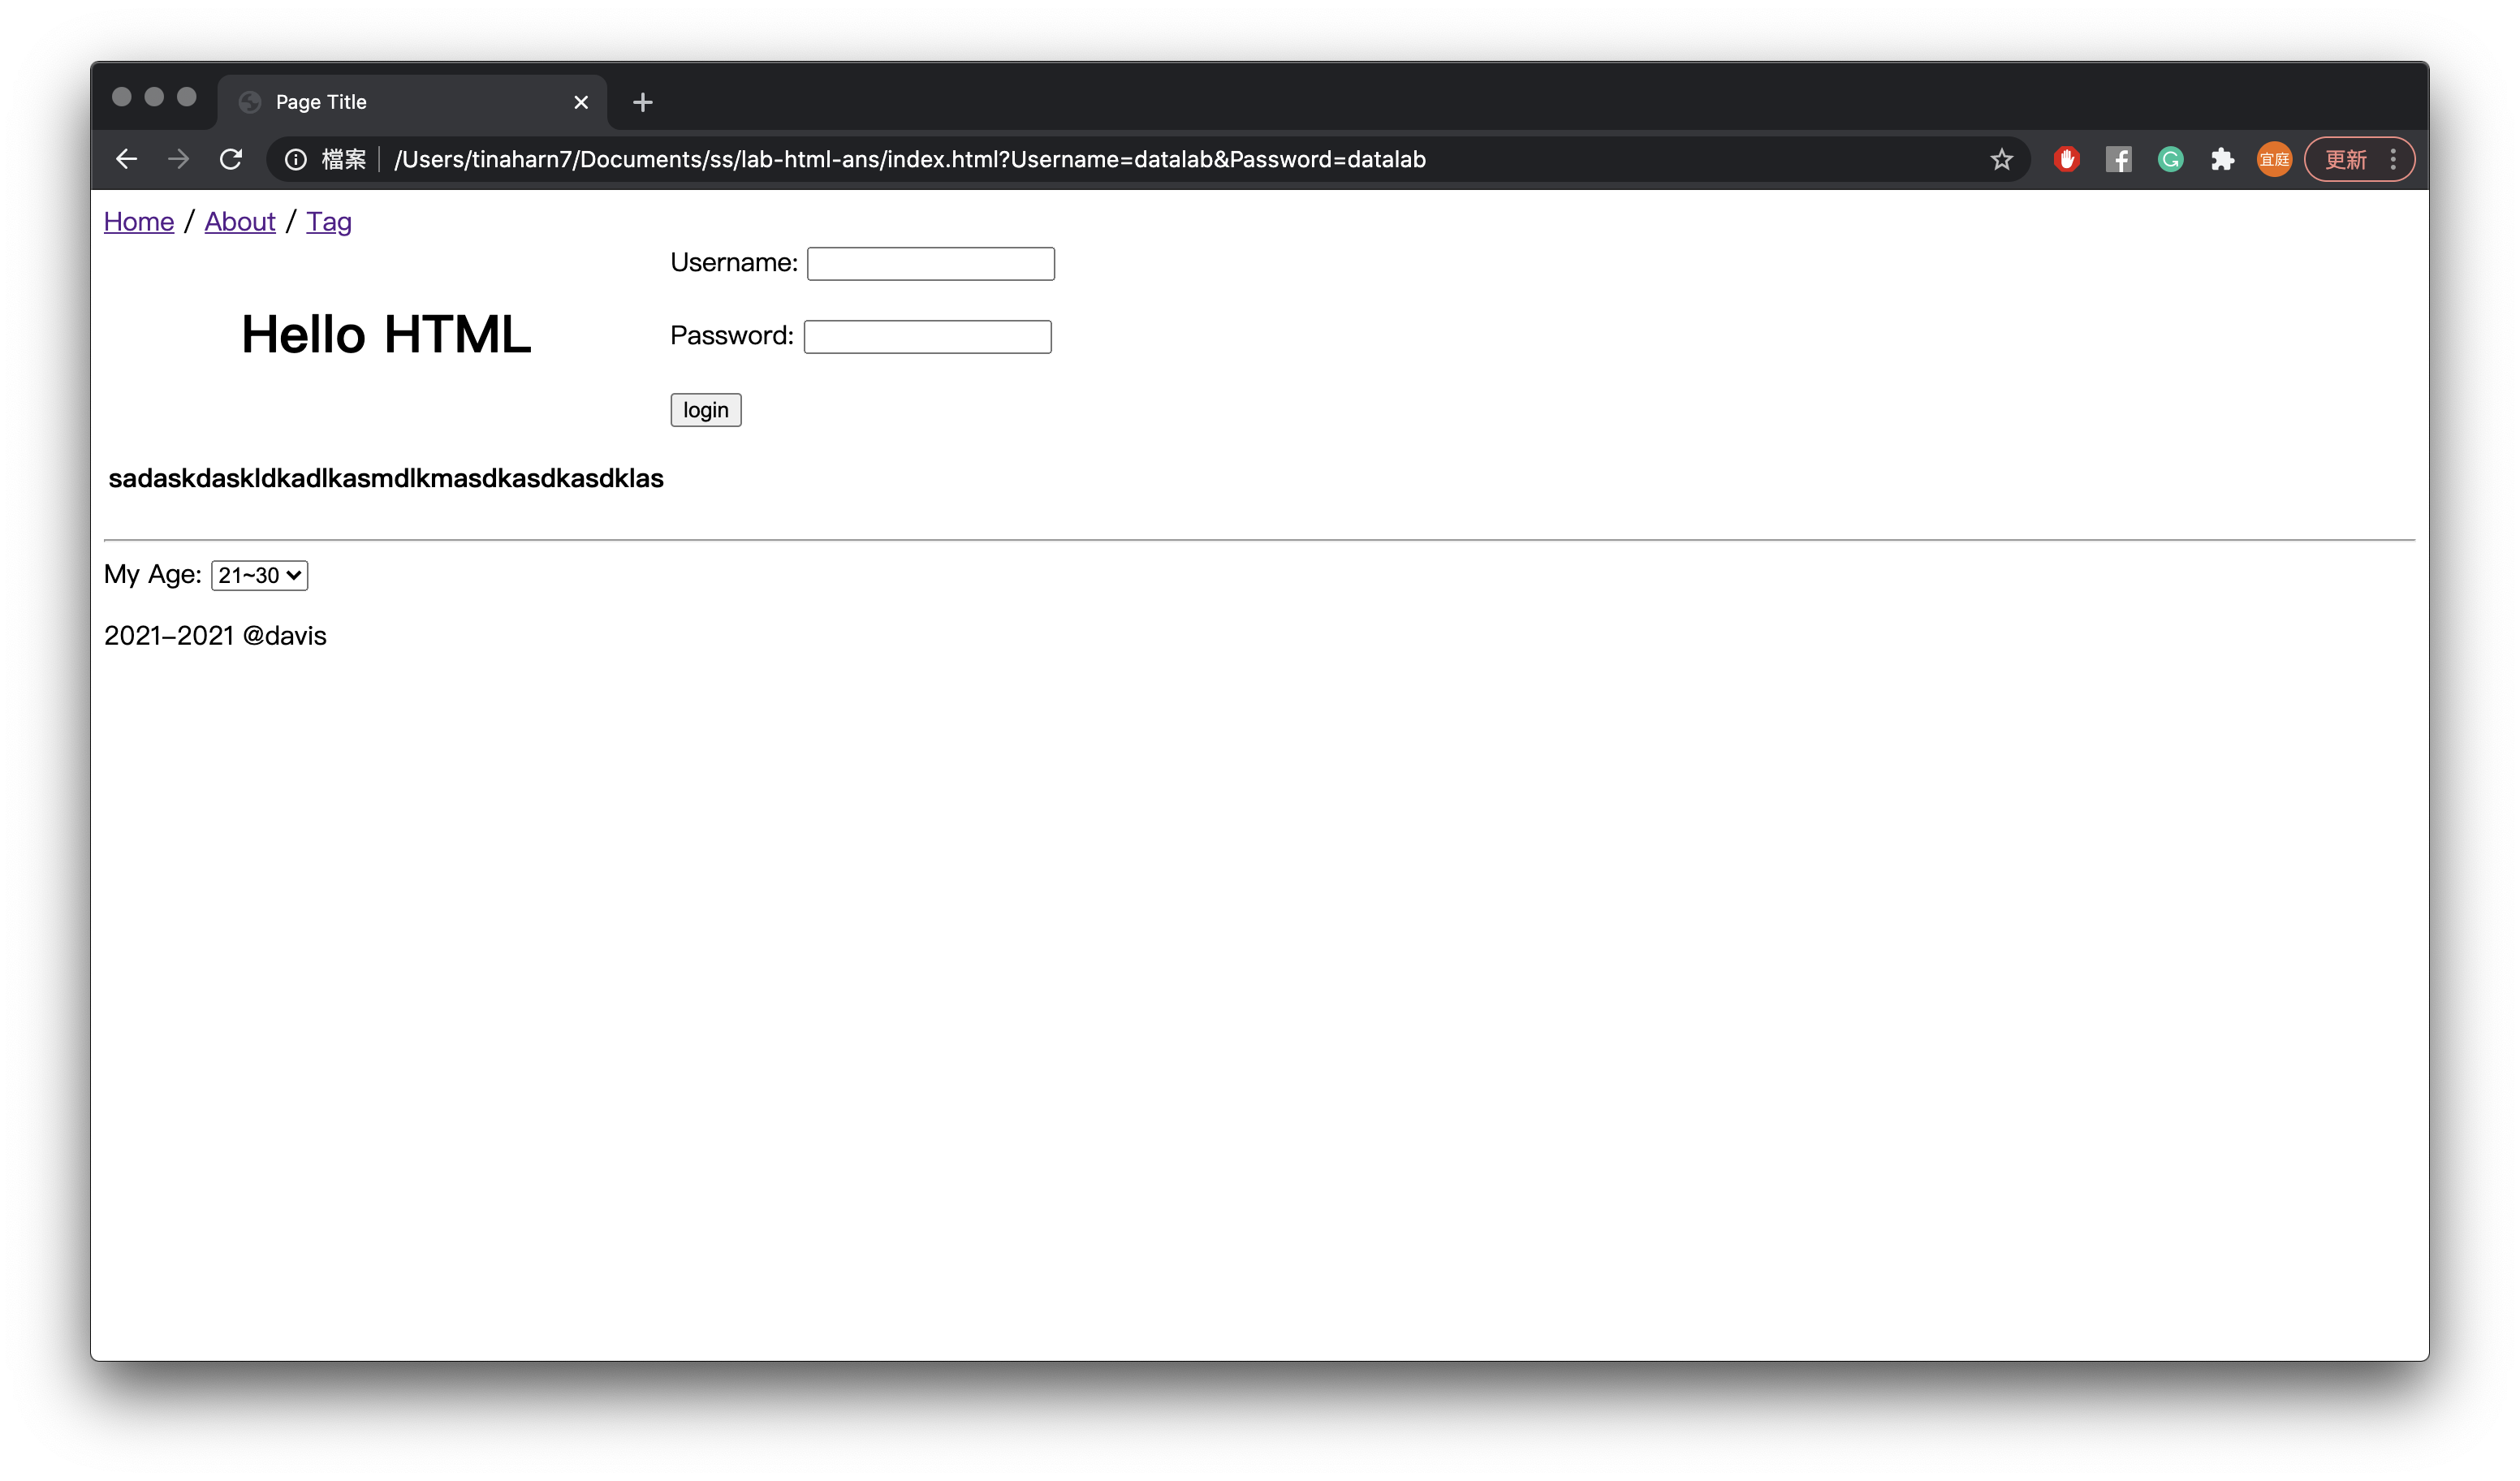 Page Title
檔案 /Users/tinaharn7/Documents/ss/lab-html-ans/index.html?Username=datalab&Password=datalab 宜庭 更新
Home / About / Tag
Username:
Hello HTML
Password:
login
sadaskdaskldkadlkasmdlkmasdkasdkasdklas
My Age: 21~30
2021–2021 @davis